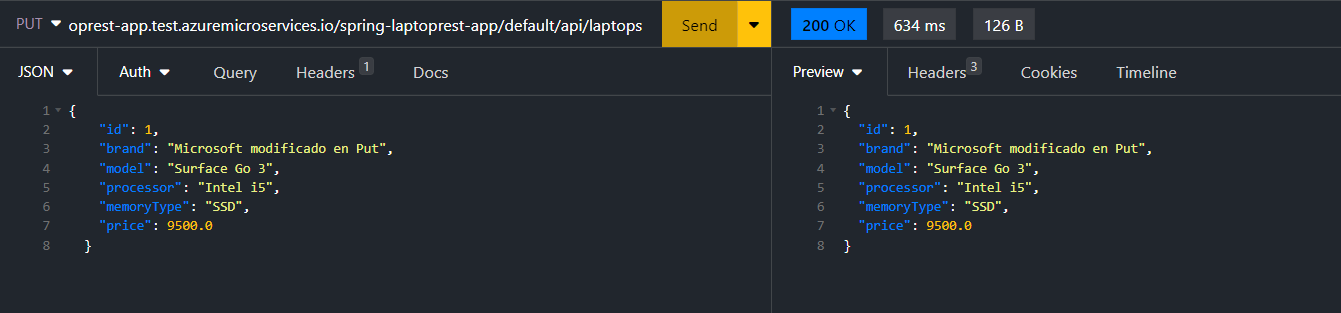 PUT oprest-app.test.azuremicroservices.io/spring-laptoprest-app/default/api/laptops Send 200 OK 634 ms 126 B
JSON Auth Query Headers 1 Docs Preview Headers 3 Cookies Timeline
1 {
2 "id": 1,
3 "brand": "Microsoft modificado en Put",
4 "model": "Surface Go 3",
5 "processor": "Intel i5",
6 "memoryType": "SSD",
7 "price": 9500.0
8 }
1 {
2 "id": 1,
3 "brand": "Microsoft modificado en Put",
4 "model": "Surface Go 3",
5 "processor": "Intel i5",
6 "memoryType": "SSD",
7 "price": 9500.0
8 }